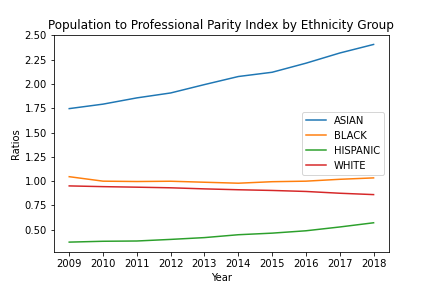 Population to Professional Parity Index by Ethnicity Group
2.50
2.25
2.00
1.75
1.50
1.25
1.00
0.75
0.50
Ratios
ASIAN
BLACK
HISPANIC
WHITE
2009 2010 2011 2012 2013 2014 2015 2016 2017 2018
Year